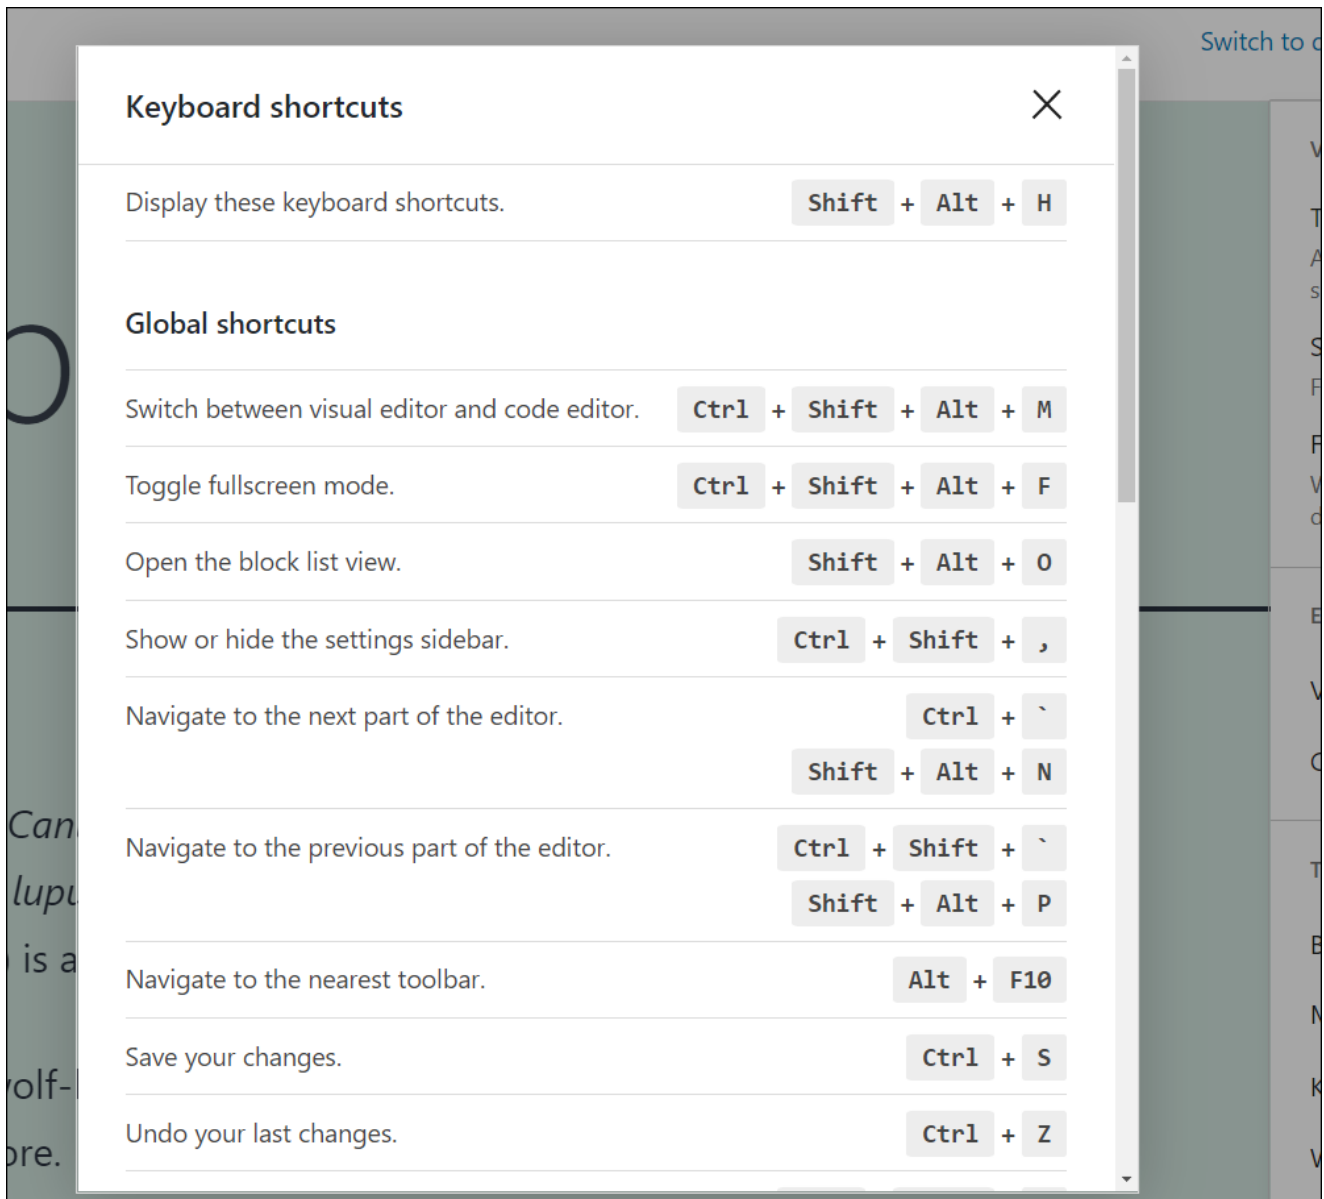 Switch to
Keyboard shortcuts
Display these keyboard shortcuts. Shift + Alt + H
Global shortcuts
Switch between visual editor and code editor. Ctrl + Shift + Alt + M
Toggle fullscreen mode. Ctrl + Shift + Alt + F
Open the block list view. Shift + Alt + O
Show or hide the settings sidebar. Ctrl + Shift + ,
Navigate to the next part of the editor. Ctrl + `
Shift + Alt + N
Navigate to the previous part of the editor. Ctrl + Shift + `
Shift + Alt + P
Navigate to the nearest toolbar. Alt + F10
Save your changes. Ctrl + S
Undo your last changes. Ctrl + Z
is a